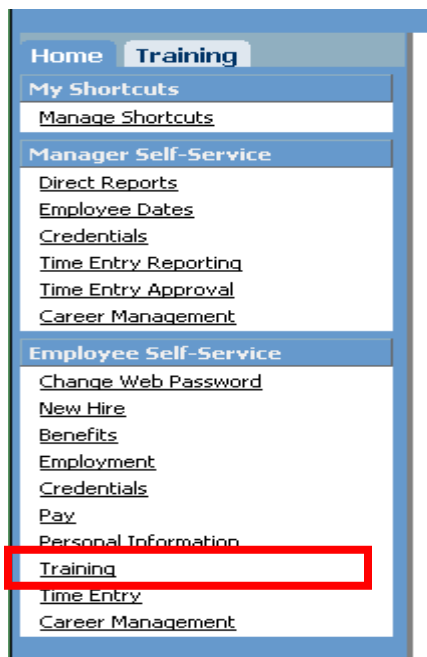 Home Training
My Shortcuts
Manage Shortcuts
Manager Self-Service
Direct Reports
Employee Dates
Credentials
Time Entry Reporting
Time Entry Approval
Career Management
Employee Self-Service
Change Web Password
New Hire
Benefits
Employment
Credentials
Pay
Personal Information
Training
Time Entry
Career Management